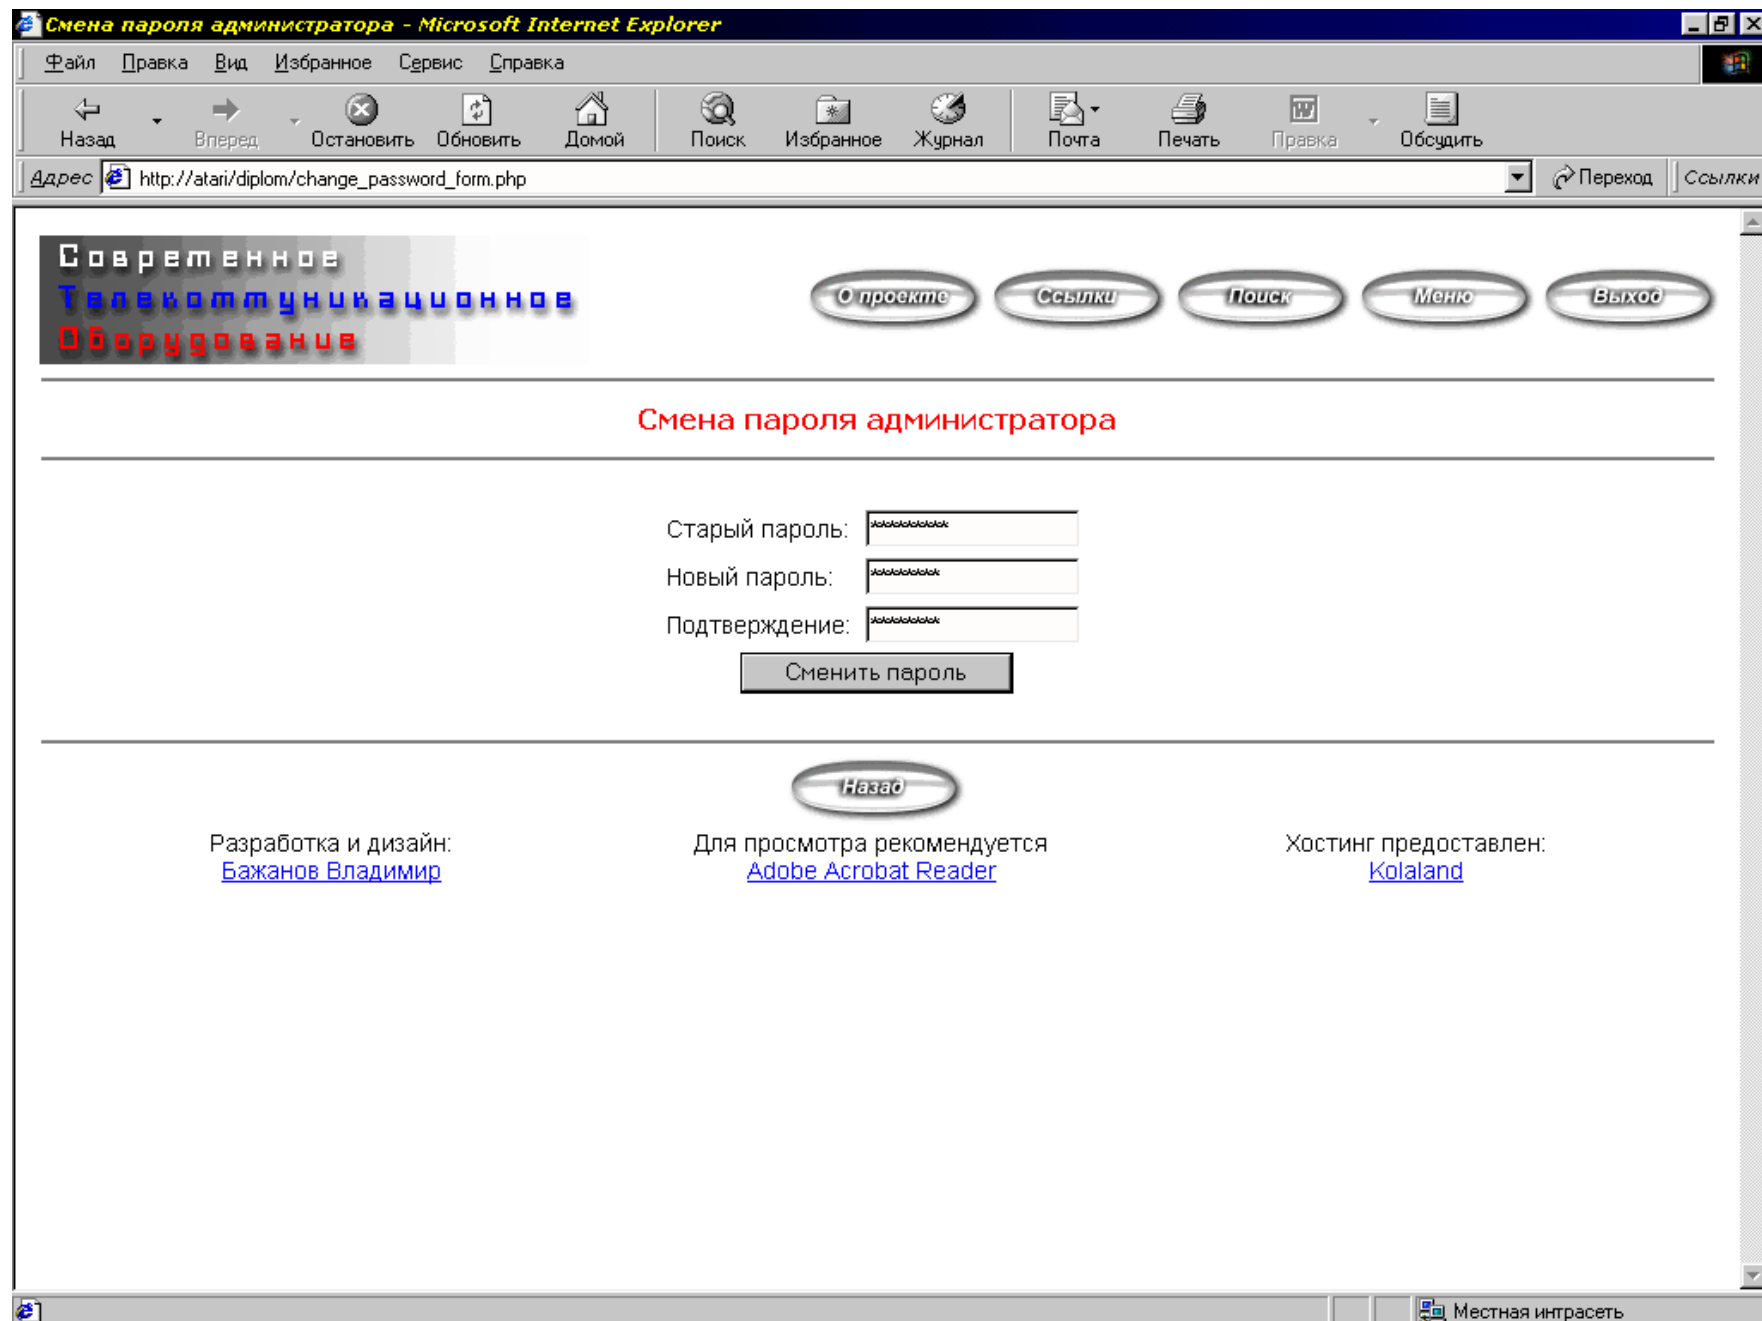 Смена пароля администратора - Microsoft Internet Explorer
Файл Правка Вид Избранное Сервис Справка
Назад Вперед Остановить Обновить Домой Поиск Избранное Журнал Почта Печать Правка Обсудить
Адрес http://atari/diplom/change_password_form.php Переход Ссылки
Современное
Телекоммуникационное
Оборудование
О проекте Ссылки Поиск Меню Выход
Смена пароля администратора
Старый пароль: **********
Новый пароль: *********
Подтверждение: *********
Сменить пароль
Назад
Разработка и дизайн: Для просмотра рекомендуется Хостинг предоставлен:
Бажанов Владимир Adobe Acrobat Reader Kolaland
Местная интрасеть